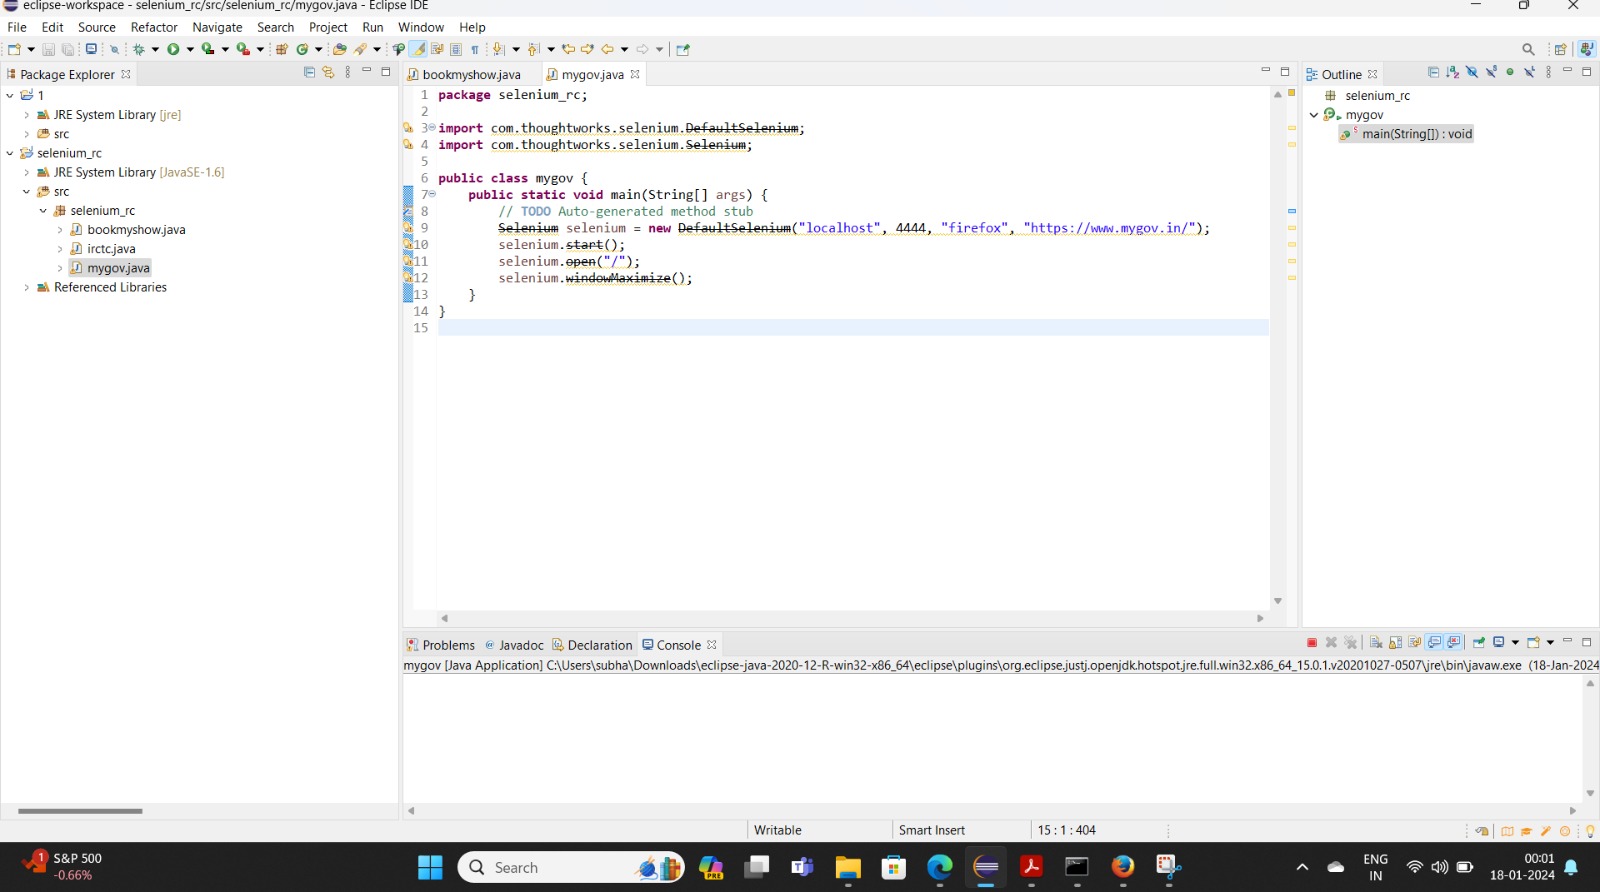 eclipse-workspace - selenium_rc/src/selenium_rc/mygov.java - Eclipse IDE
File Edit Source Refactor Navigate Search Project Run Window Help
Package Explorer
1
JRE System Library [jre]
src
selenium_rc
JRE System Library [JavaSE-1.6]
src
selenium_rc
bookmyshow.java
irctc.java
mygov.java
Referenced Libraries
bookmyshow.java mygov.java
1 package selenium_rc;
2
3 import com.thoughtworks.selenium.DefaultSelenium;
4 import com.thoughtworks.selenium.Selenium;
5
6 public class mygov {
7 public static void main(String[] args) {
8 // TODO Auto-generated method stub
9 Selenium selenium = new DefaultSelenium("localhost", 4444, "firefox", "https://www.mygov.in/");
10 selenium.start();
11 selenium.open("/");
12 selenium.windowMaximize();
13 }
14 }
15
Outline
selenium_rc
mygov
main(String[]) : void
Problems @ Javadoc Declaration Console
mygov [Java Application] C:\Users\subha\Downloads\eclipse-java-2020-12-R-win32-x86_64\eclipse\plugins\org.eclipse.justj.openjdk.hotspot.jre.full.win32.x86_64_15.0.1.v20201027-0507\jre\bin\javaw.exe (18-Jan-2024
Writable Smart Insert 15 : 1 : 404
1
S&P 500
-0.66%
Search
PRE
ENG
IN
00:01
18-01-2024